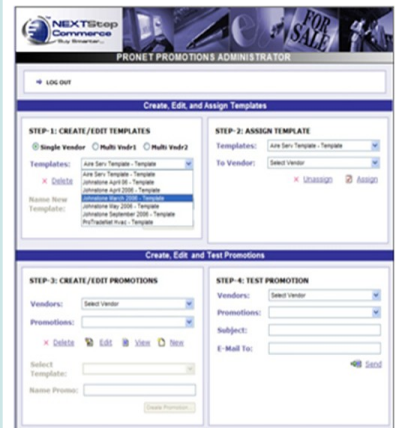 NEXTStep
Commerce
Buy Smarter...
FOR
SALE
PRONET PROMOTIONS ADMINISTRATOR
LOG OUT
Create, Edit, and Assign Templates
STEP-1: CREATE/EDIT TEMPLATES
Single Vendor Multi Vndr1 Multi Vndr2
Templates: Aire Serv Template - Template
Aire Serv Template - Template
Johnstone April 06 - Template
Johnstone April 2006 - Template
Johnstone March 2006 - Template
Johnstone May 2006 - Template
Johnstone September 2006 - Template
ProTradeNet Hvac - Template
Delete
Name New
Template:
STEP-2: ASSIGN TEMPLATE
Templates: Aire Serv Template - Template
To Vendor: Select Vendor
Unassign Assign
Create, Edit and Test Promotions
STEP-3: CREATE/EDIT PROMOTIONS
Vendors: Select Vendor
Promotions:
Delete Edit View New
Select
Template:
Name Promo:
Create Promotion...
STEP-4: TEST PROMOTION
Vendors: Select Vendor
Promotions:
Subject:
E-Mail To:
Send